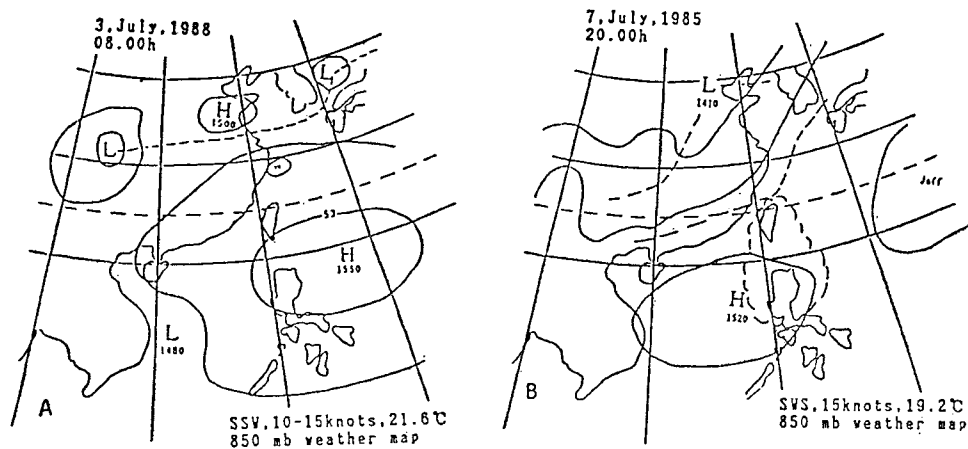 3,July,1988
08.00h
L
H
1500
L
53
H
1550
L
1480
A
SSW,10-15knots,21.6℃
850 mb weather map
7,July,1985
20.00h
L
1410
H
1520
B
SWS,15knots,19.2℃
850 mb weather map